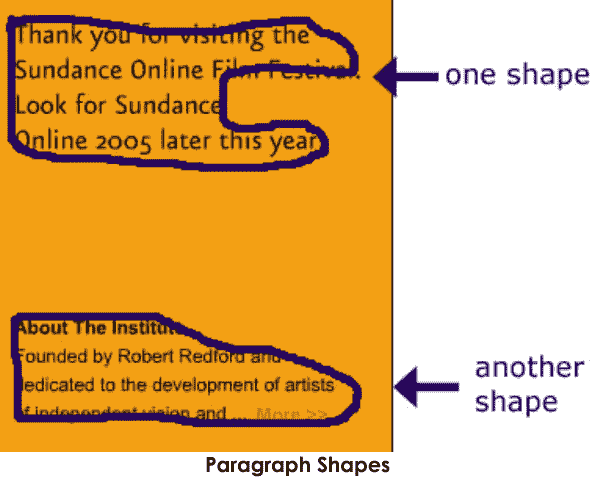 Thank you for visiting the
Sundance Online Film Festival.
Look for Sundance
Online 2005 later this year
one shape
About The Institute
Founded by Robert Redford and
dedicated to the development of artists
of independent vision and ... More >>
another
shape
Paragraph Shapes